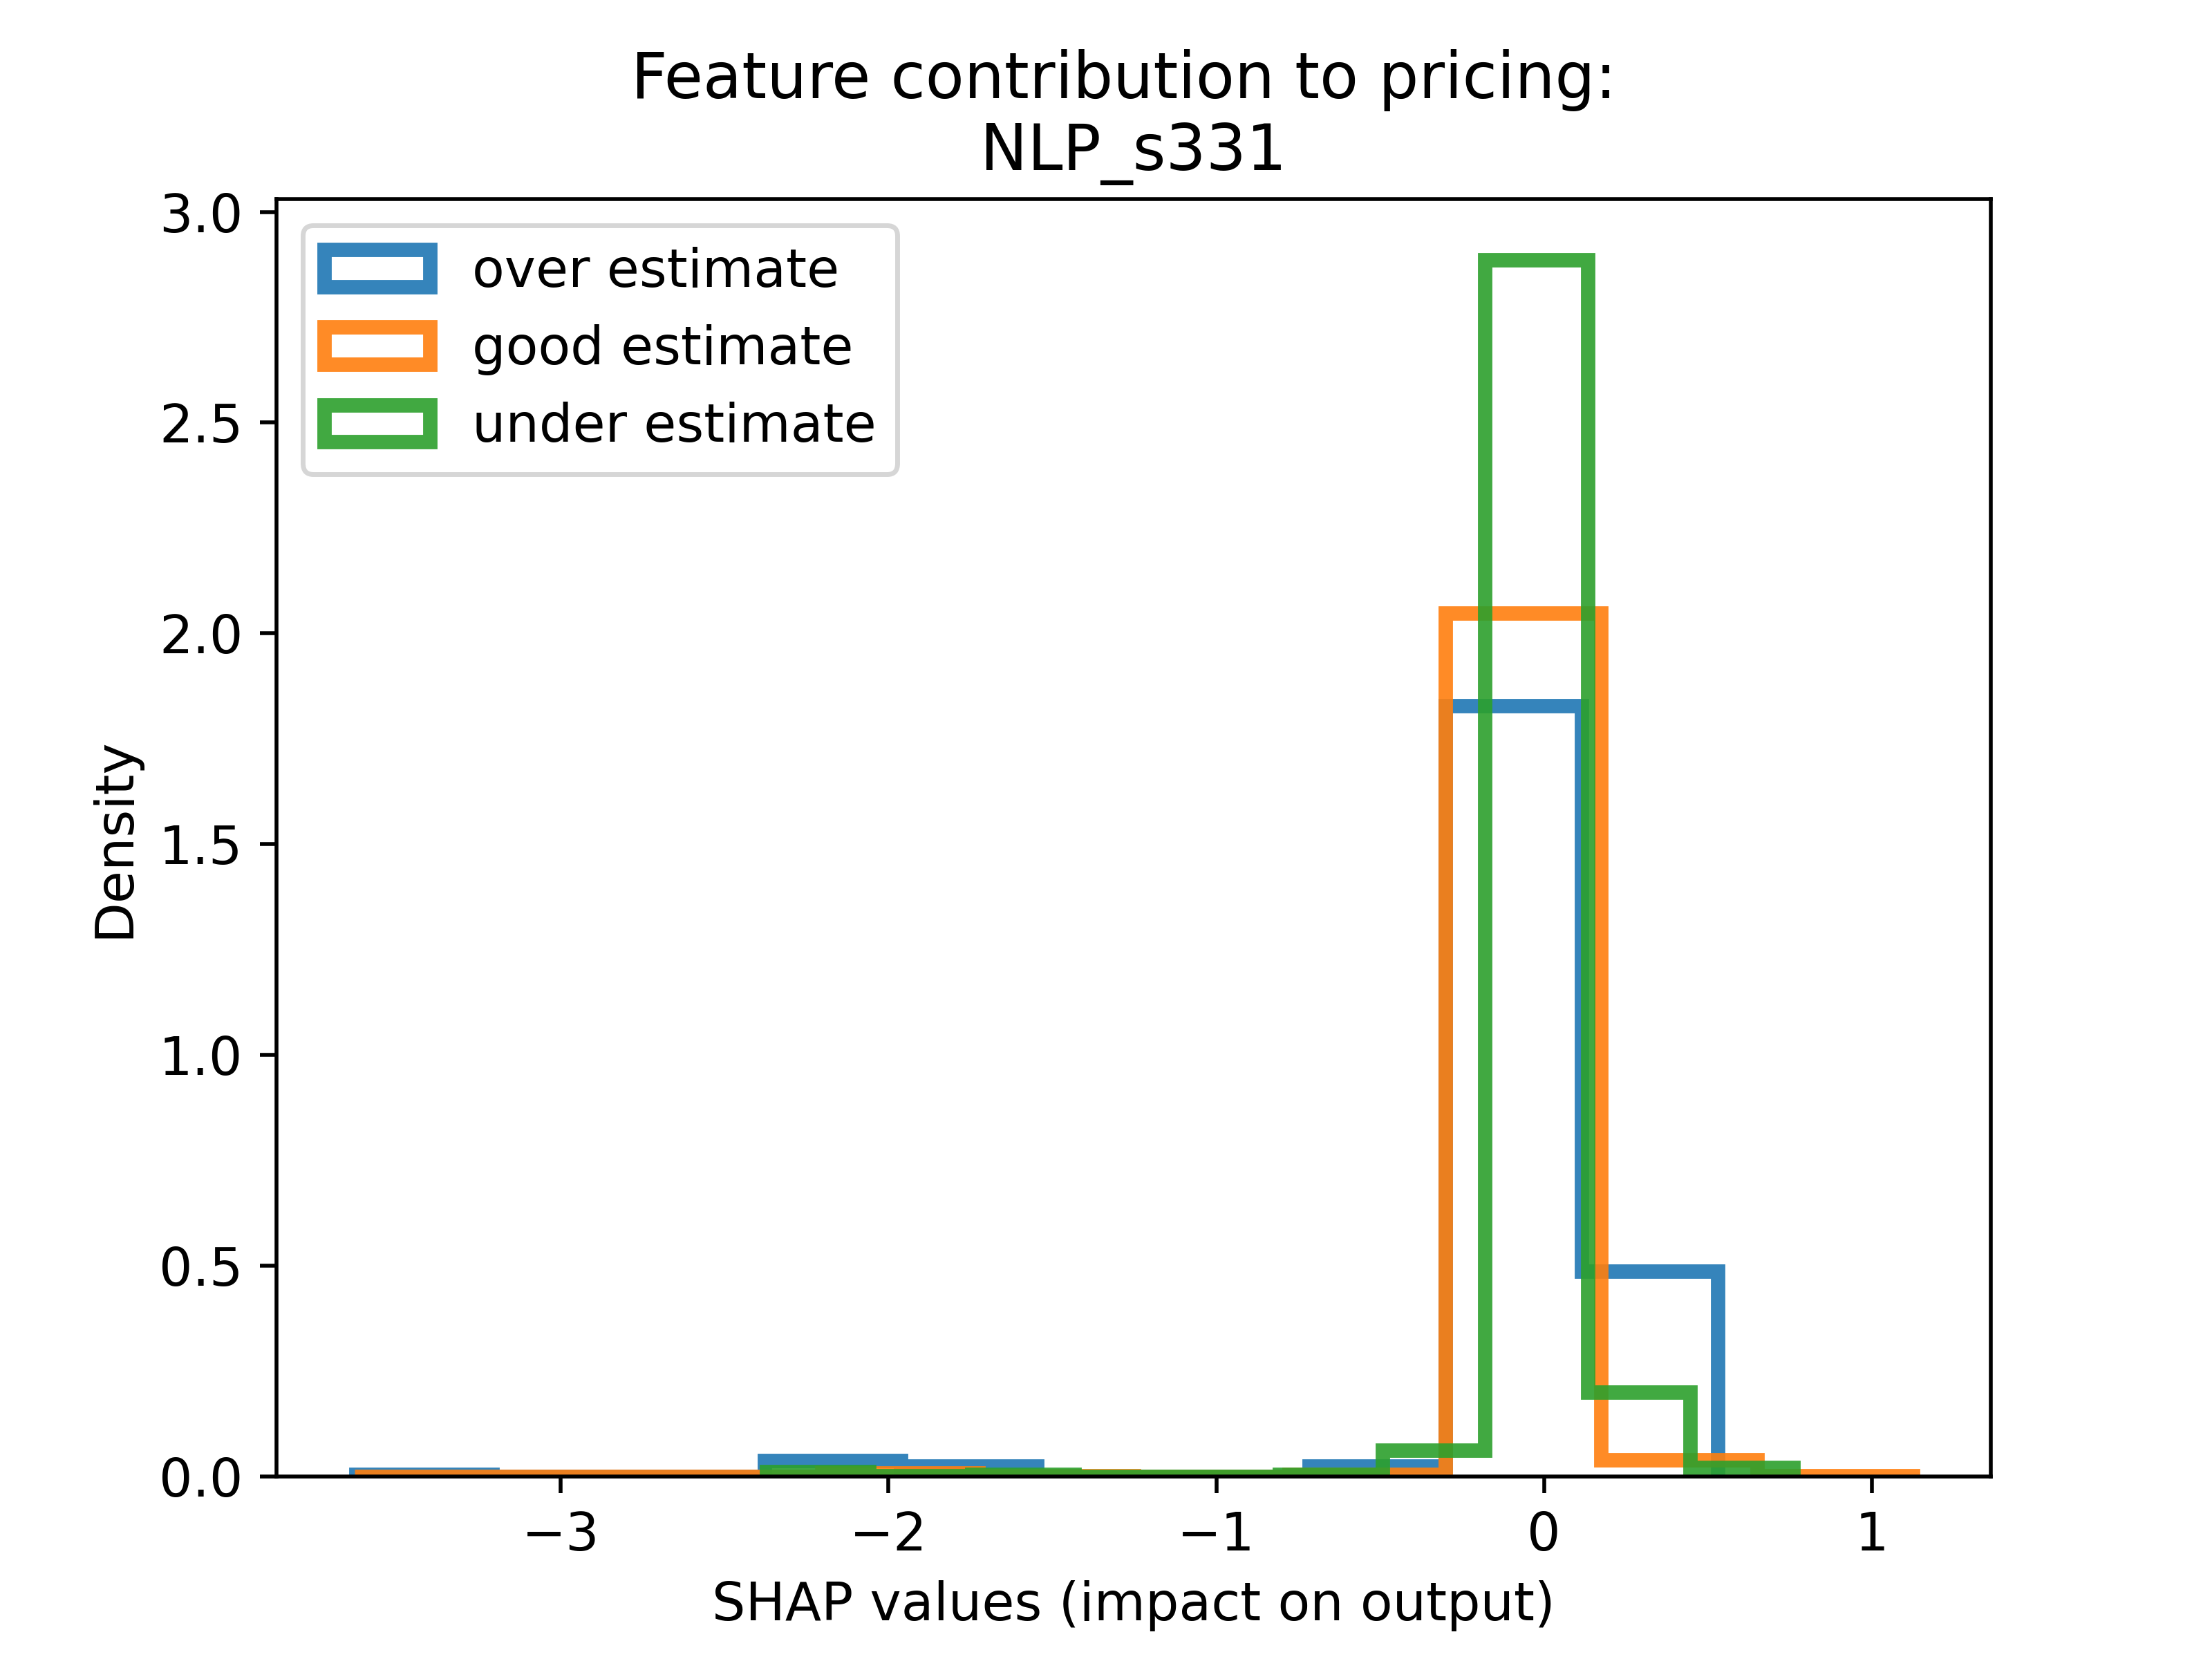 Feature contribution to pricing:
NLP_s331
over estimate
good estimate
under estimate
3.0
2.5
2.0
1.5
1.0
0.5
0.0
Density
−3
−2
−1
0
1
SHAP values (impact on output)